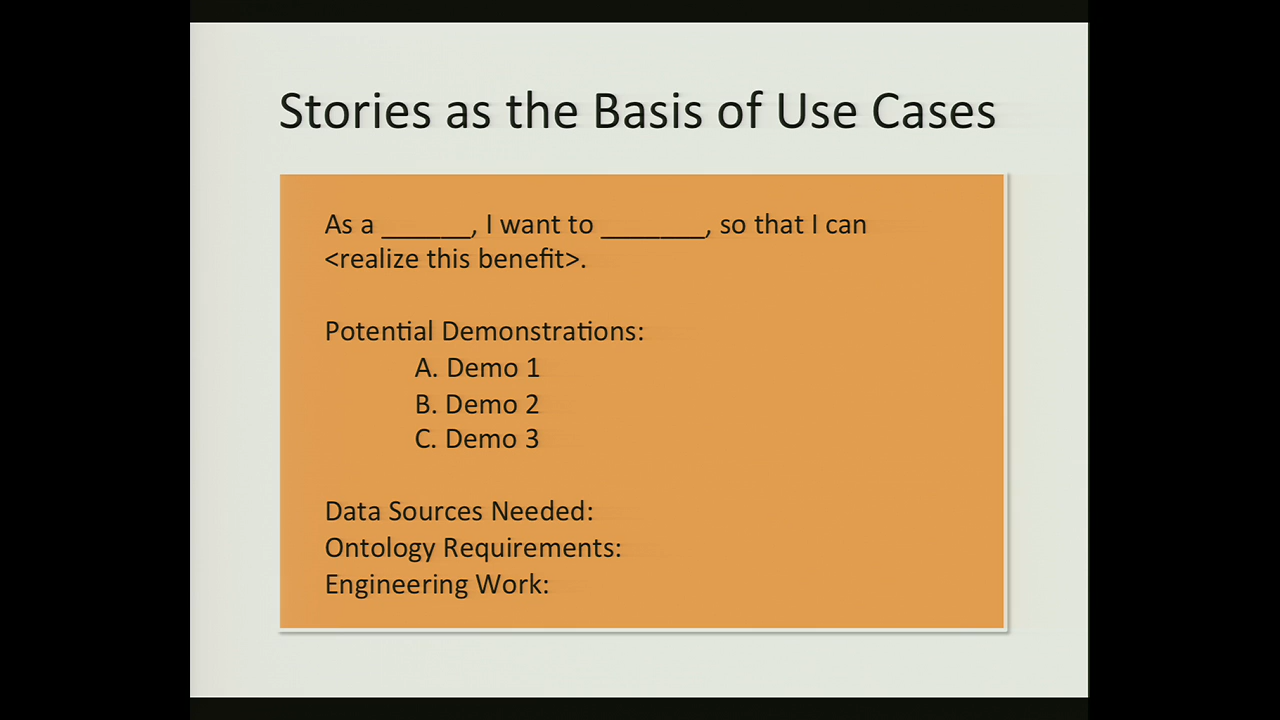 Stories as the Basis of Use Cases
As a ______, I want to _______, so that I can
<realize this benefit>.
Potential Demonstrations:
A. Demo 1
B. Demo 2
C. Demo 3
Data Sources Needed:
Ontology Requirements:
Engineering Work: